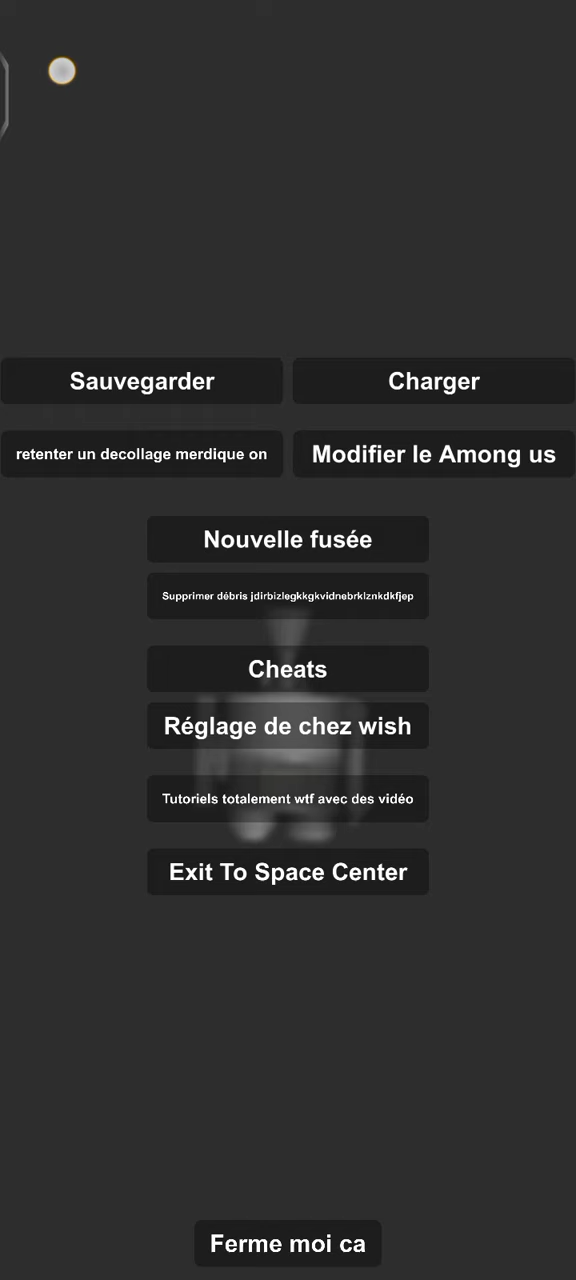 Sauvegarder
Charger
retenter un decollage merdique on
Modifier le Among us
Nouvelle fusée
Supprimer débris jdirbizlegkkgkvidnebrklznkdkfjep
Cheats
Réglage de chez wish
Tutoriels totalement wtf avec des vidéo
Exit To Space Center
Ferme moi ca